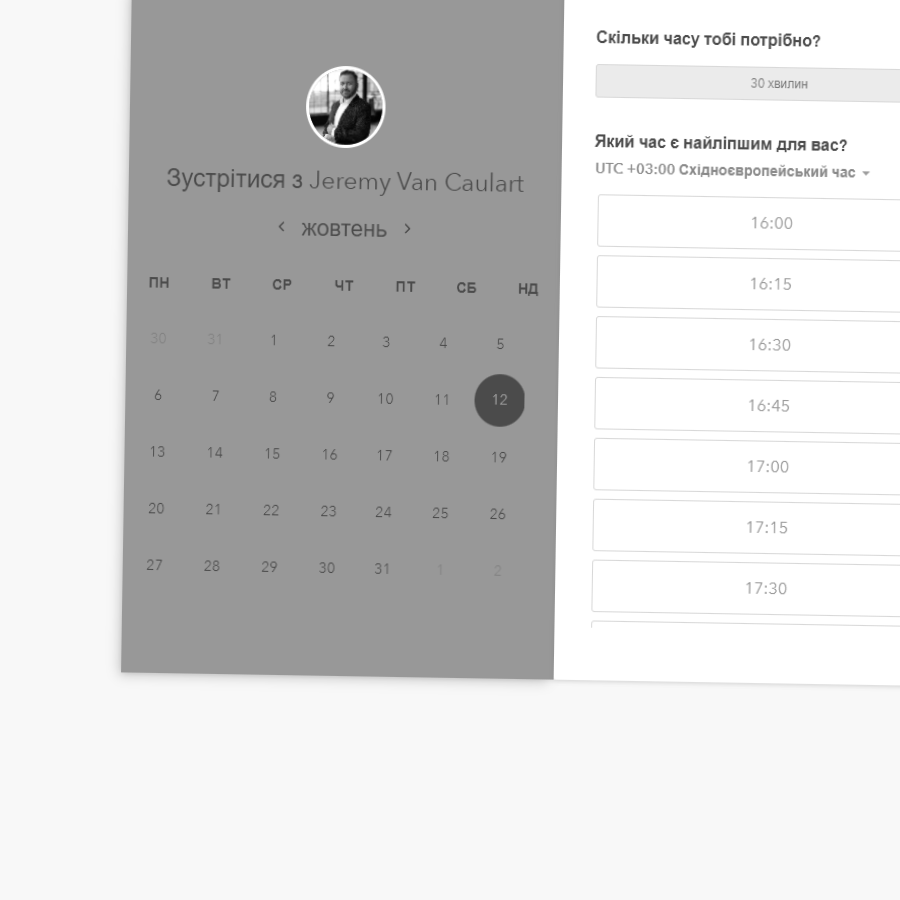 Зустрітися з Jeremy Van Caulart
жовтень
ПН ВТ СР ЧТ ПТ СБ НД
30 31 1 2 3 4 5
6 7 8 9 10 11 12
13 14 15 16 17 18 19
20 21 22 23 24 25 26
27 28 29 30 31 1 2
Скільки часу тобі потрібно?
30 хвилин
Який час є найліпшим для вас?
UTC +03:00 Східноєвропейський час
16:00
16:15
16:30
16:45
17:00
17:15
17:30